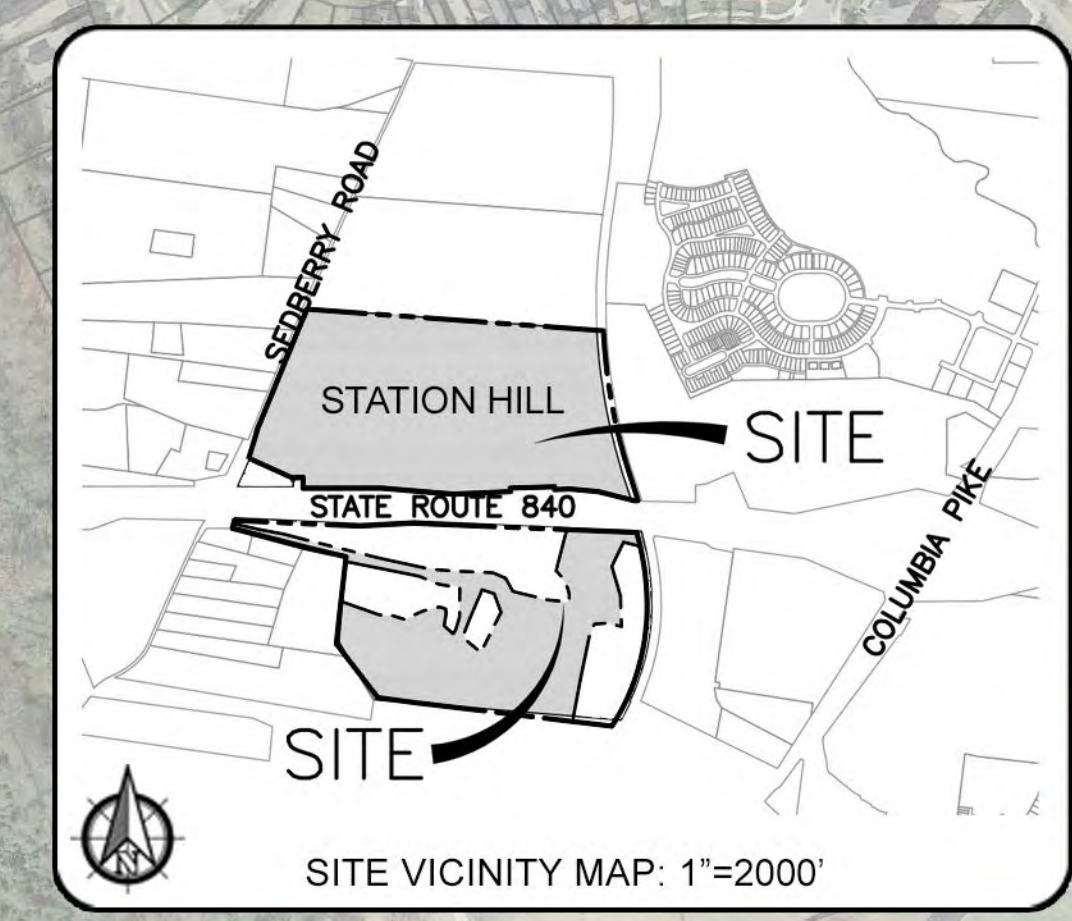 SEDBERRY ROAD
STATION HILL
SITE
STATE ROUTE 840
COLUMBIA PIKE
SITE
N
SITE VICINITY MAP: 1"=2000'